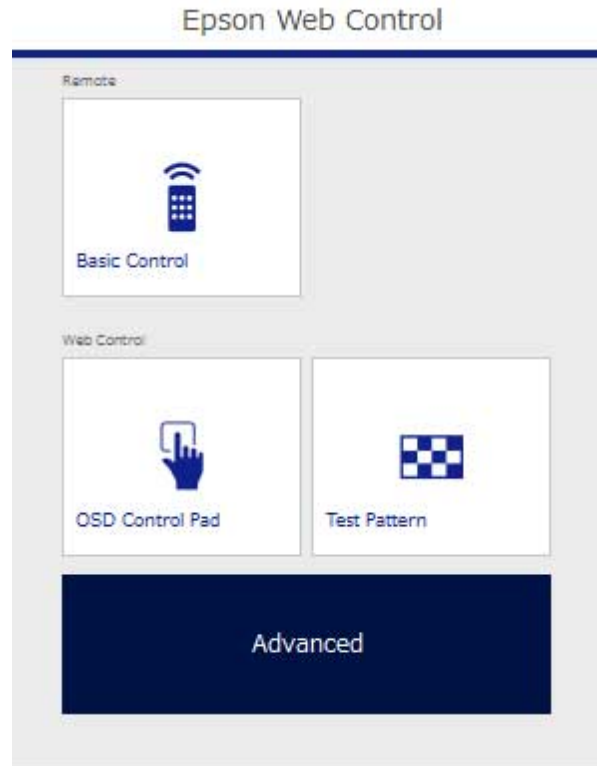 Epson Web Control
Remote
Basic Control
Web Control
OSD Control Pad
Test Pattern
Advanced